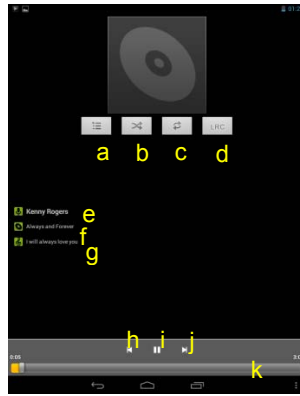 a b c d
LRC
Kenny Rogers e
Always and Forever f
I will always love you g
h i j
0:05
k